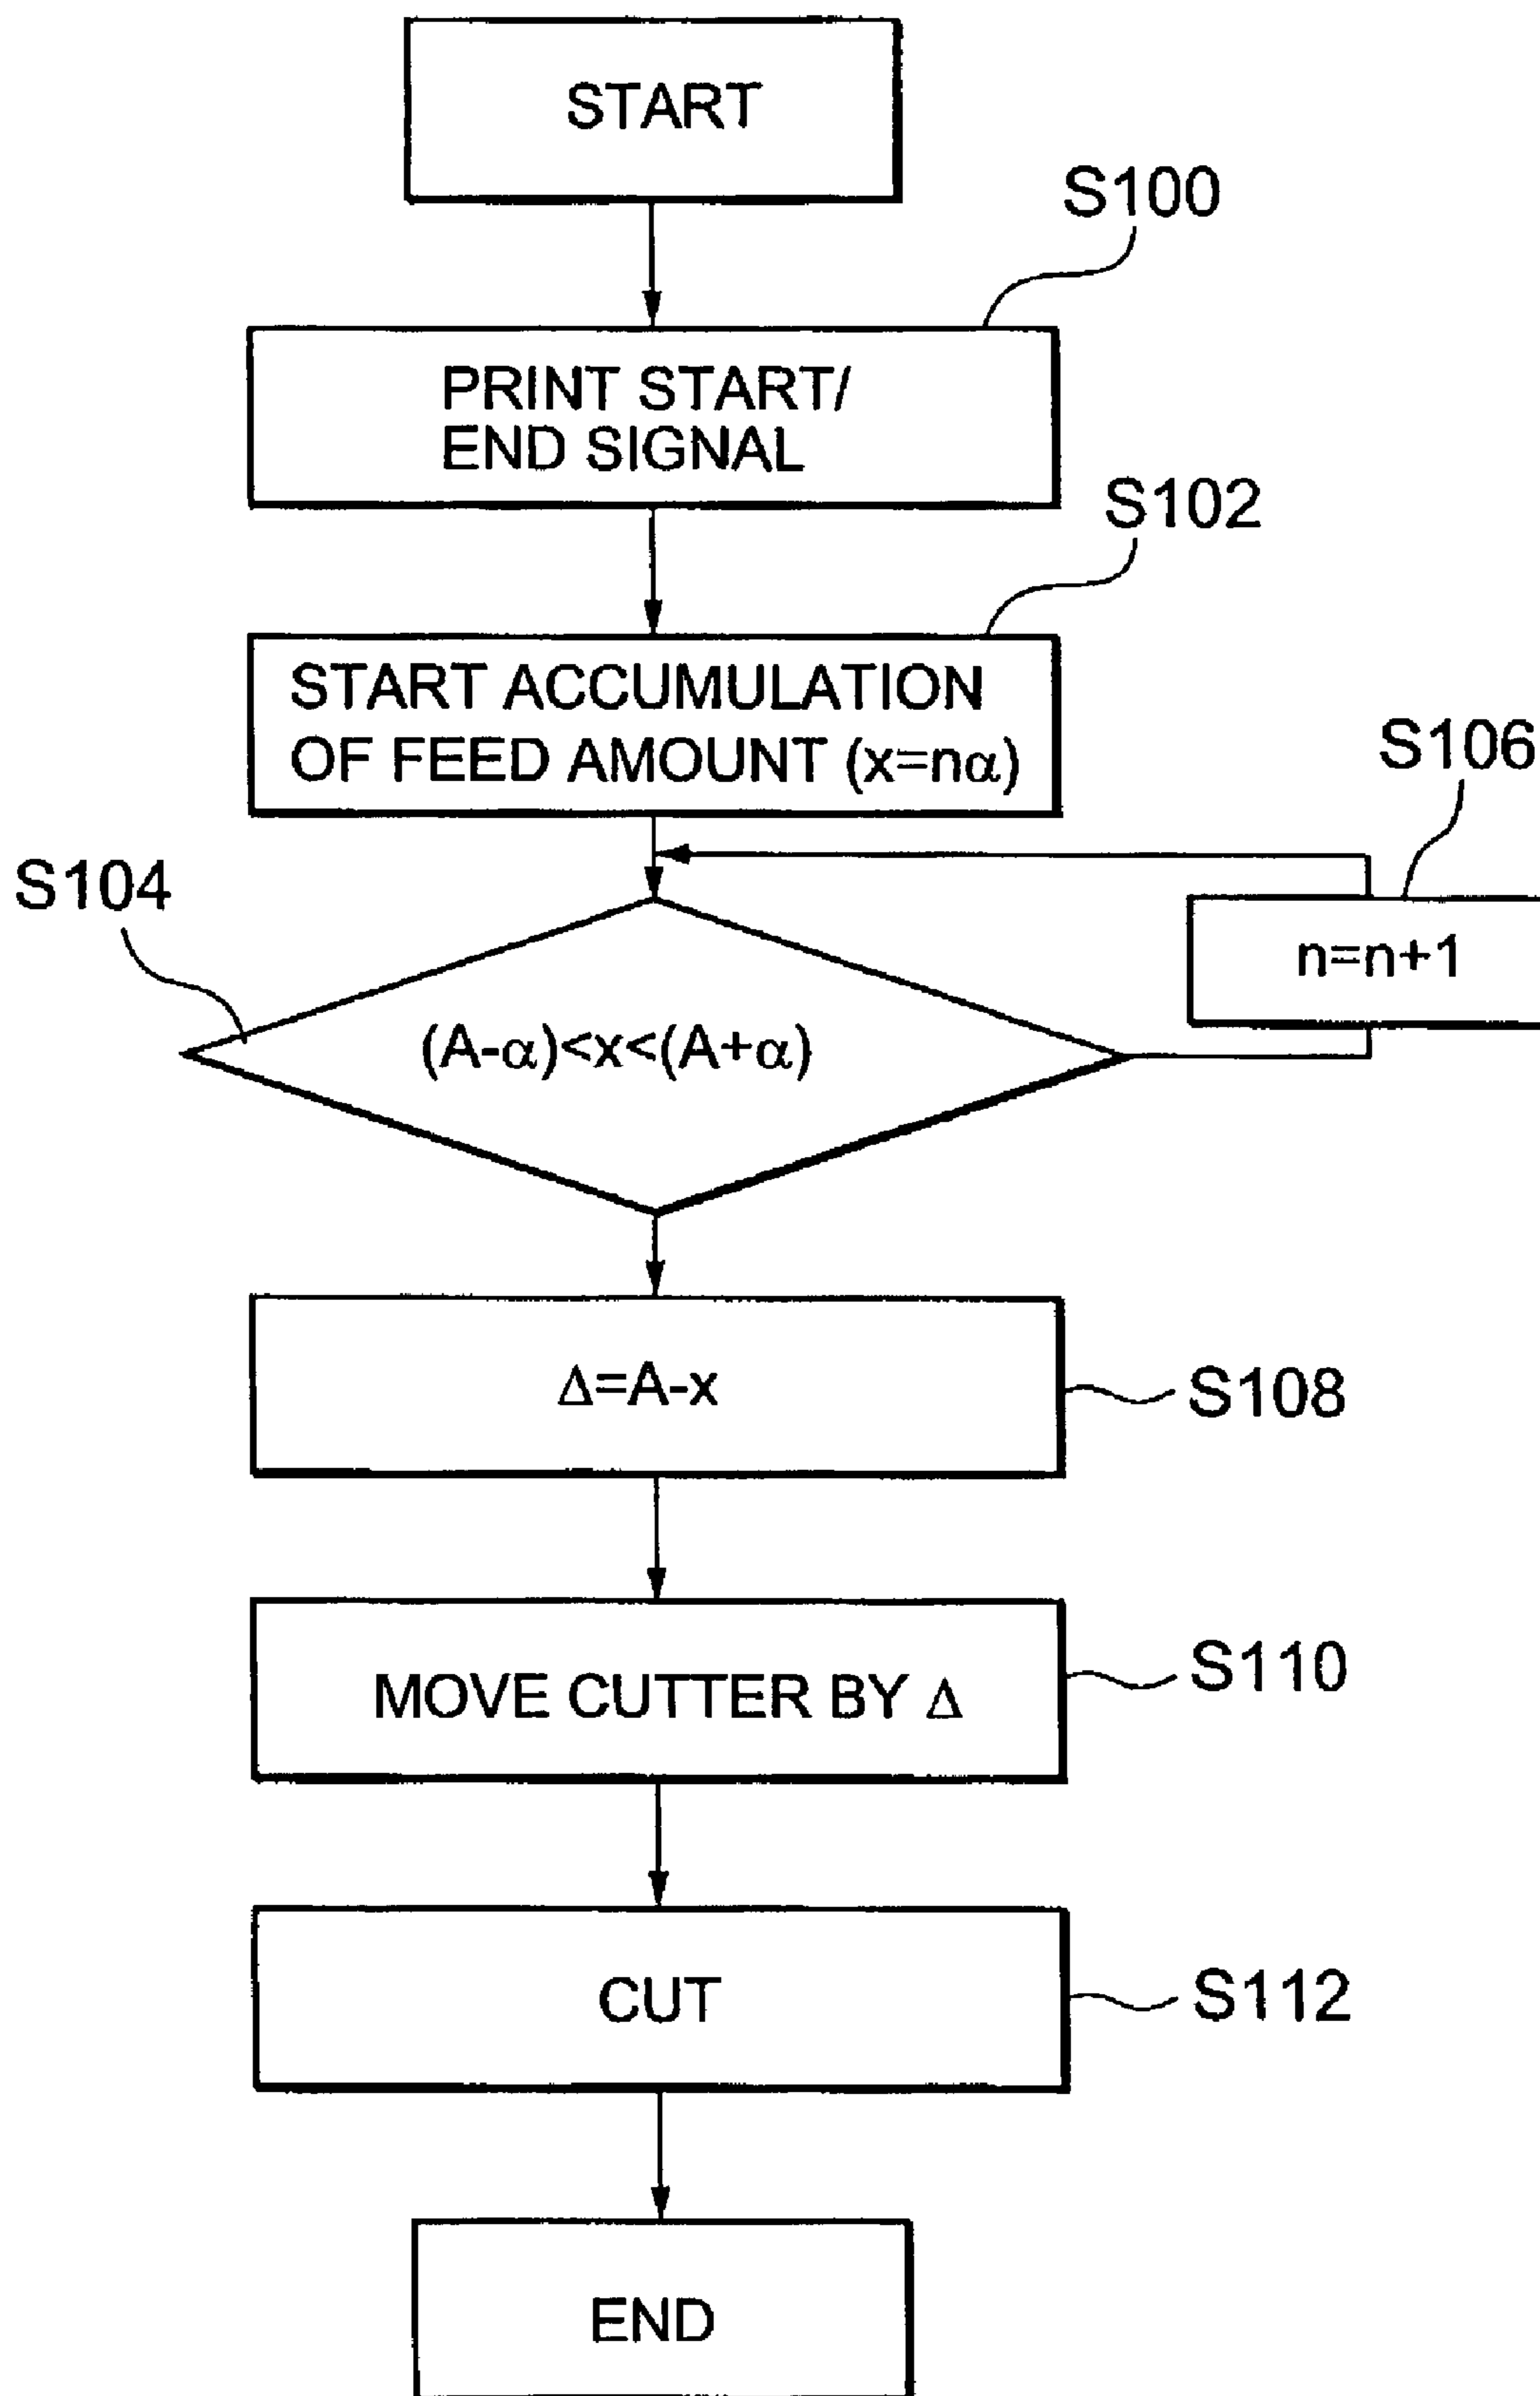 START
S100
PRINT START/
END SIGNAL
S102
START ACCUMULATION
OF FEED AMOUNT (x=nα)
S106
S104
n=n+1
(A-α)<x<(A+α)
Δ=A-x
S108
MOVE CUTTER BY Δ
S110
CUT
S112
END